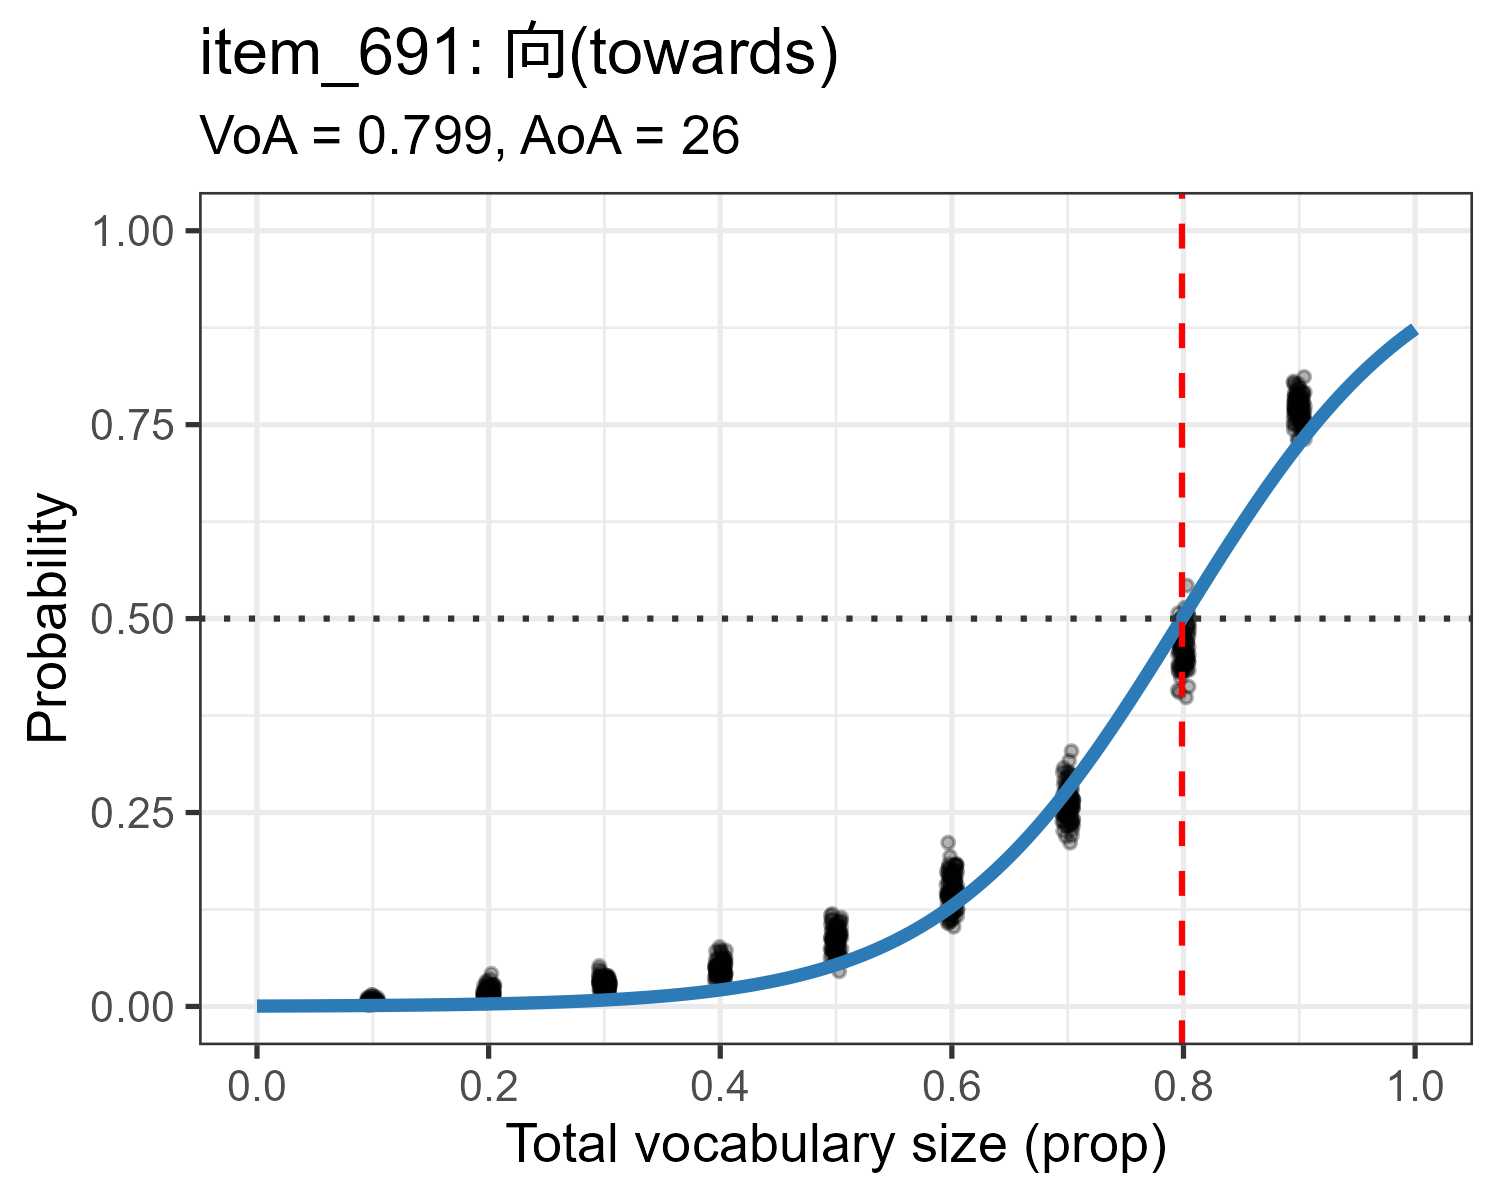 item_691: 向(towards)
VoA = 0.799, AoA = 26
1.00
0.75
0.50
0.25
0.00
Probability
0.0 0.2 0.4 0.6 0.8 1.0
Total vocabulary size (prop)